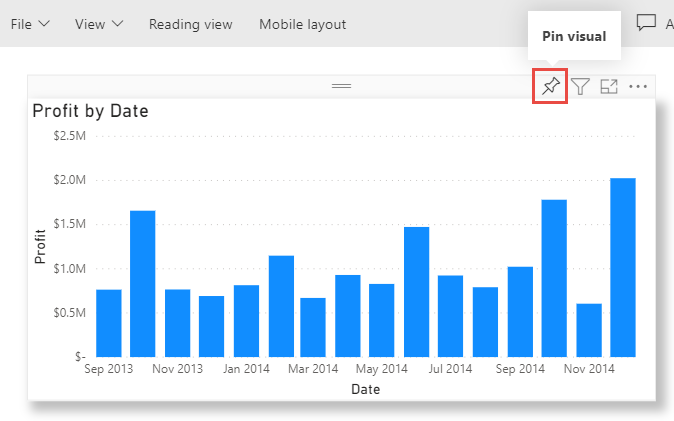 File View Reading view Mobile layout A
Pin visual
Profit by Date
$2.5M
$2.0M
$1.5M
$1.0M
$0.5M
$-
Profit
Sep 2013 Nov 2013 Jan 2014 Mar 2014 May 2014 Jul 2014 Sep 2014 Nov 2014
Date